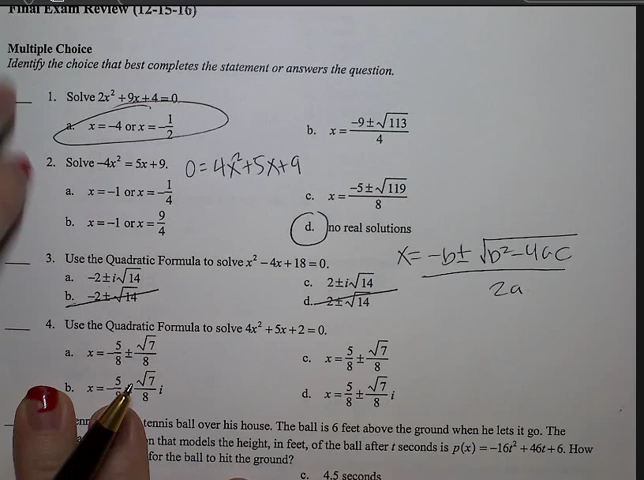 Final Exam Review (12-15-16)
Multiple Choice
Identify the choice that best completes the statement or answers the question.
1. Solve 2x² + 9x + 4 = 0
a. x = −4 or x = −1/2
b. x = (−9 ± √113)/4
2. Solve −4x² = 5x + 9.
0 = 4x² + 5x + 9
a. x = −1 or x = −1/4
c. x = (−5 ± √119)/8
b. x = −1 or x = 9/4
d. no real solutions
x = (−b ± √b² − 4ac)/2a
3. Use the Quadratic Formula to solve x² − 4x + 18 = 0.
a. −2 ± i√14
c. 2 ± i√14
b. −2 ± √14
d. 2 ± √14
4. Use the Quadratic Formula to solve 4x² + 5x + 2 = 0.
a. x = −5/8 ± √7/8
c. x = 5/8 ± √7/8
b. x = −5/8 ± √7/8 i
d. x = 5/8 ± √7/8 i
tennis ball over his house. The ball is 6 feet above the ground when he lets it go. The
that models the height, in feet, of the ball after t seconds is p(x) = −16t² + 46t + 6. How
for the ball to hit the ground?
c. 4.5 seconds